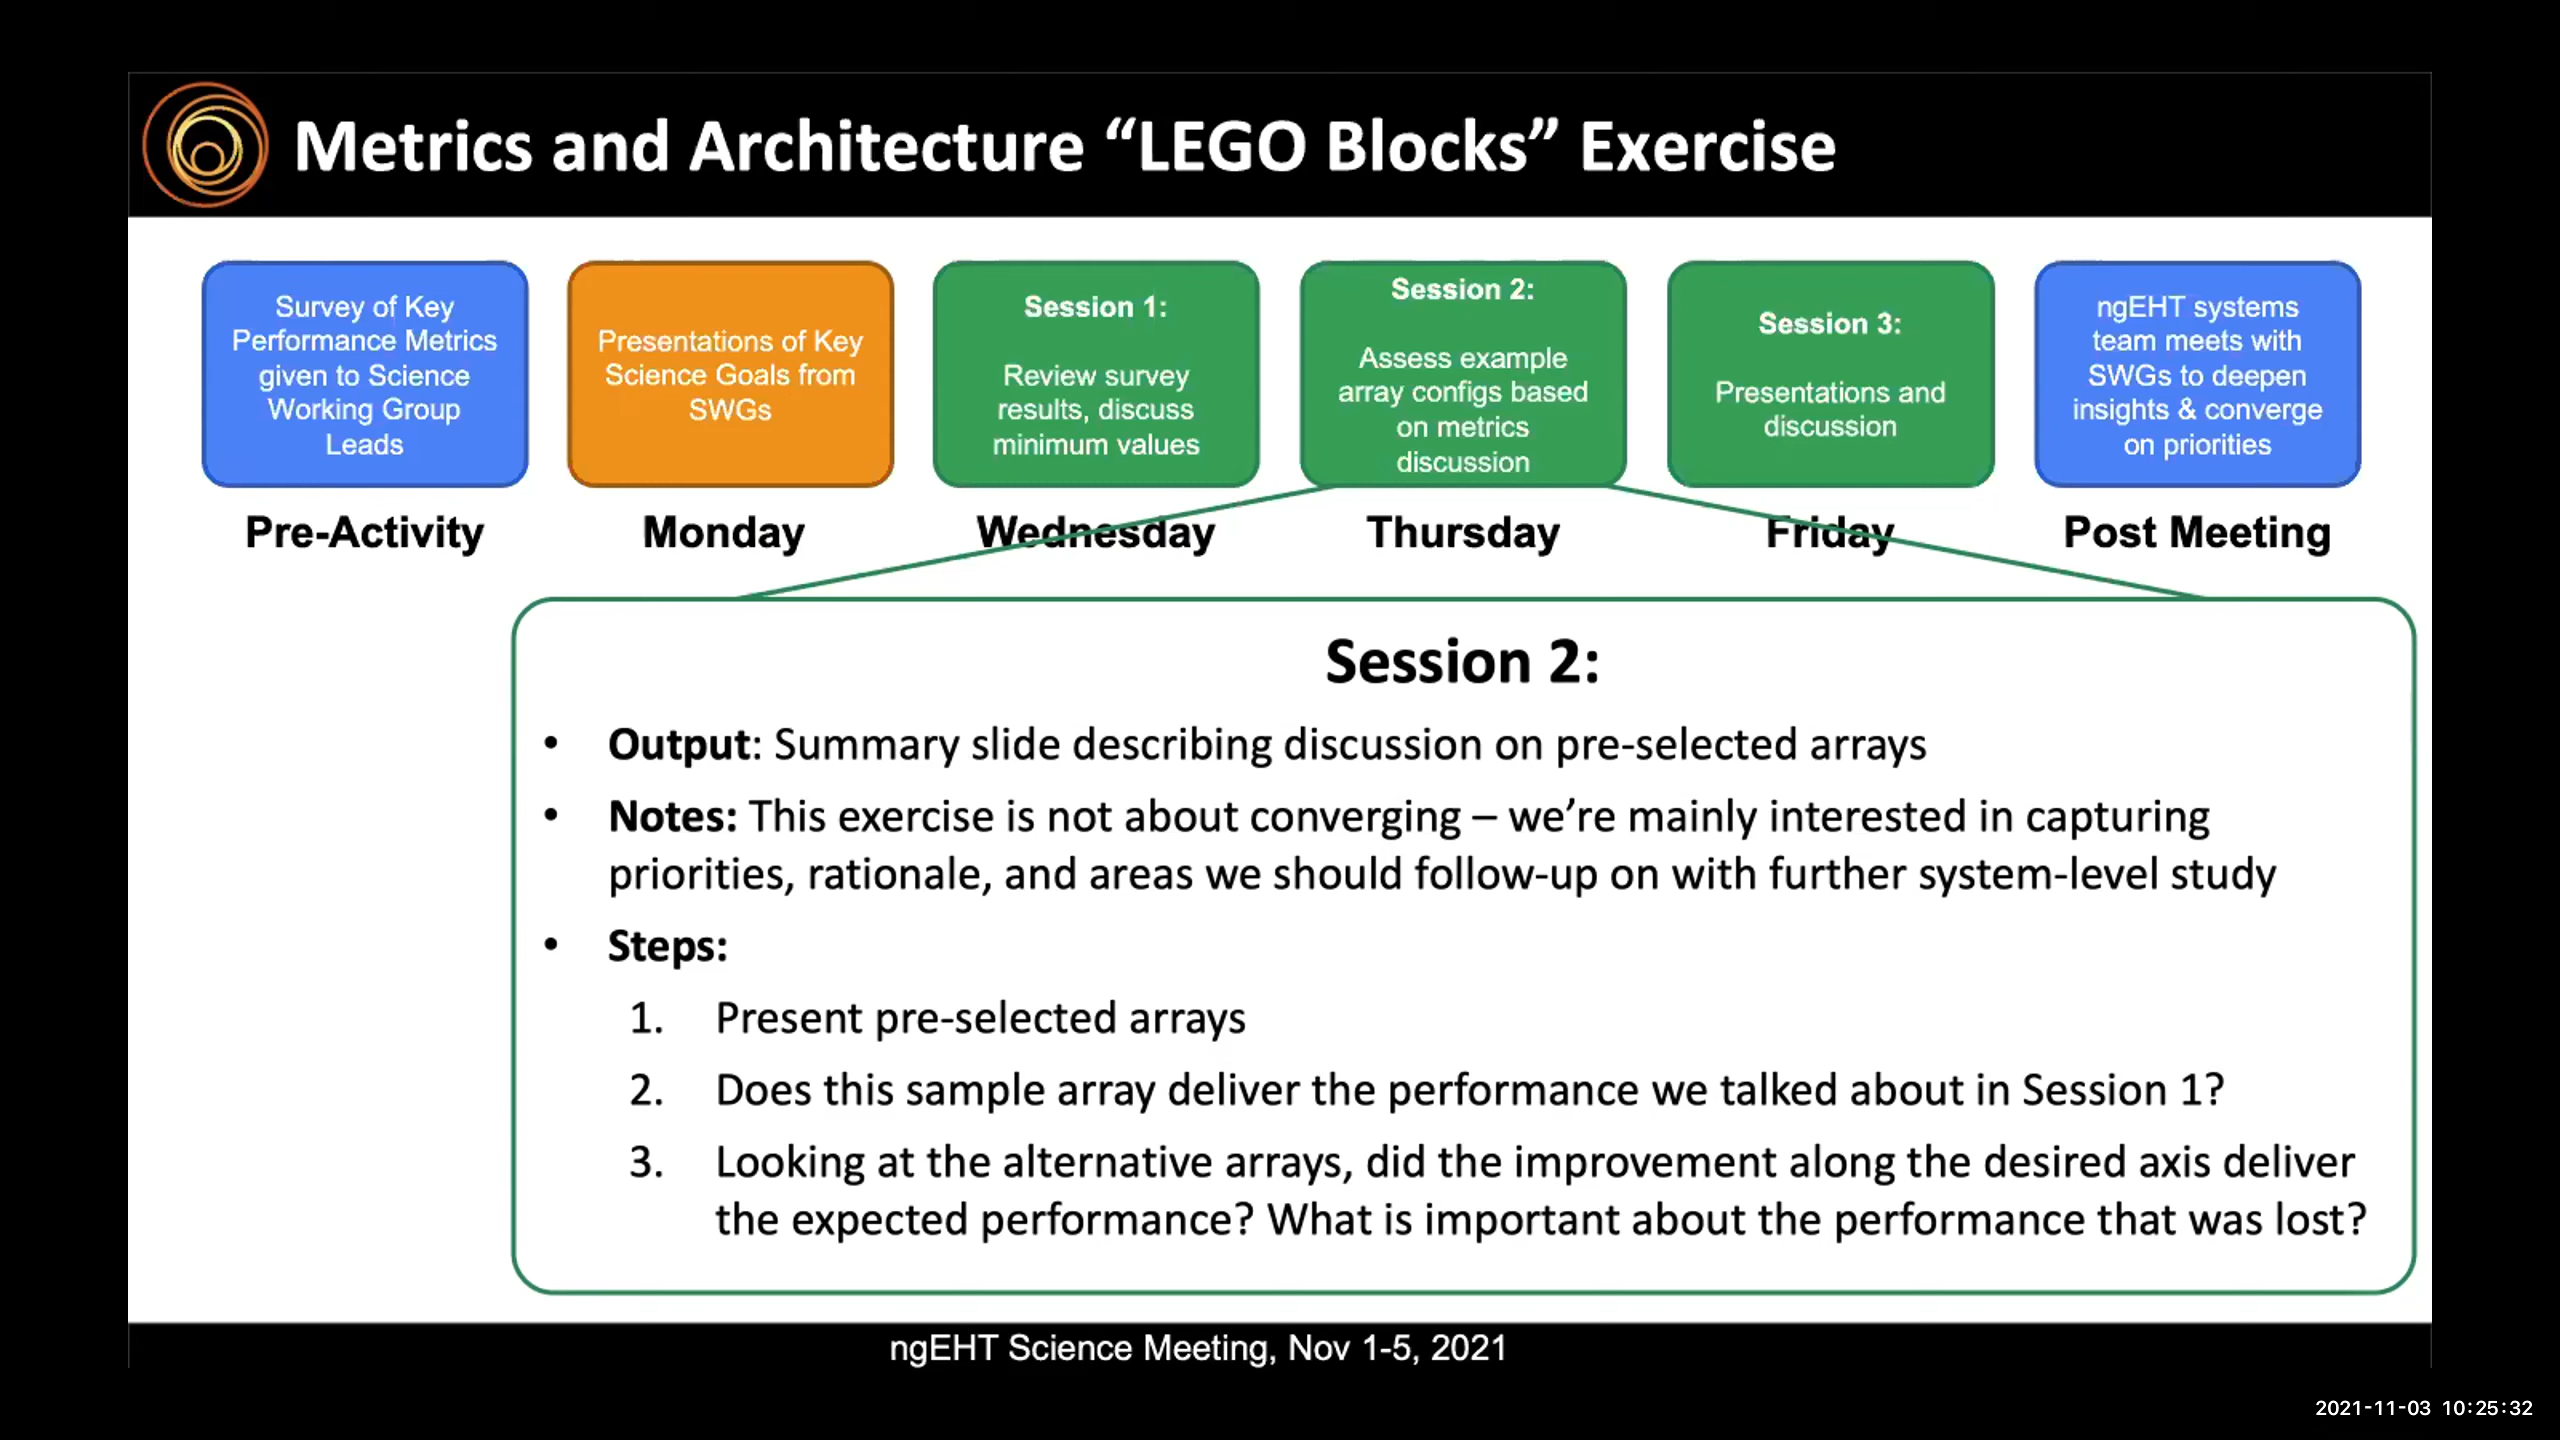 Metrics and Architecture “LEGO Blocks” Exercise
Survey of Key
Performance Metrics
given to Science
Working Group
Leads
Pre-Activity
Presentations of Key
Science Goals from
SWGs
Monday
Session 1:
Review survey
results, discuss
minimum values
Wednesday
Session 2:
Assess example
array configs based
on metrics
discussion
Thursday
Session 3:
Presentations and
discussion
Friday
ngEHT systems
team meets with
SWGs to deepen
insights & converge
on priorities
Post Meeting
Session 2:
• Output: Summary slide describing discussion on pre-selected arrays
• Notes: This exercise is not about converging – we’re mainly interested in capturing
priorities, rationale, and areas we should follow-up on with further system-level study
• Steps:
1. Present pre-selected arrays
2. Does this sample array deliver the performance we talked about in Session 1?
3. Looking at the alternative arrays, did the improvement along the desired axis deliver
the expected performance? What is important about the performance that was lost?
ngEHT Science Meeting, Nov 1-5, 2021
2021-11-03 10:25:32